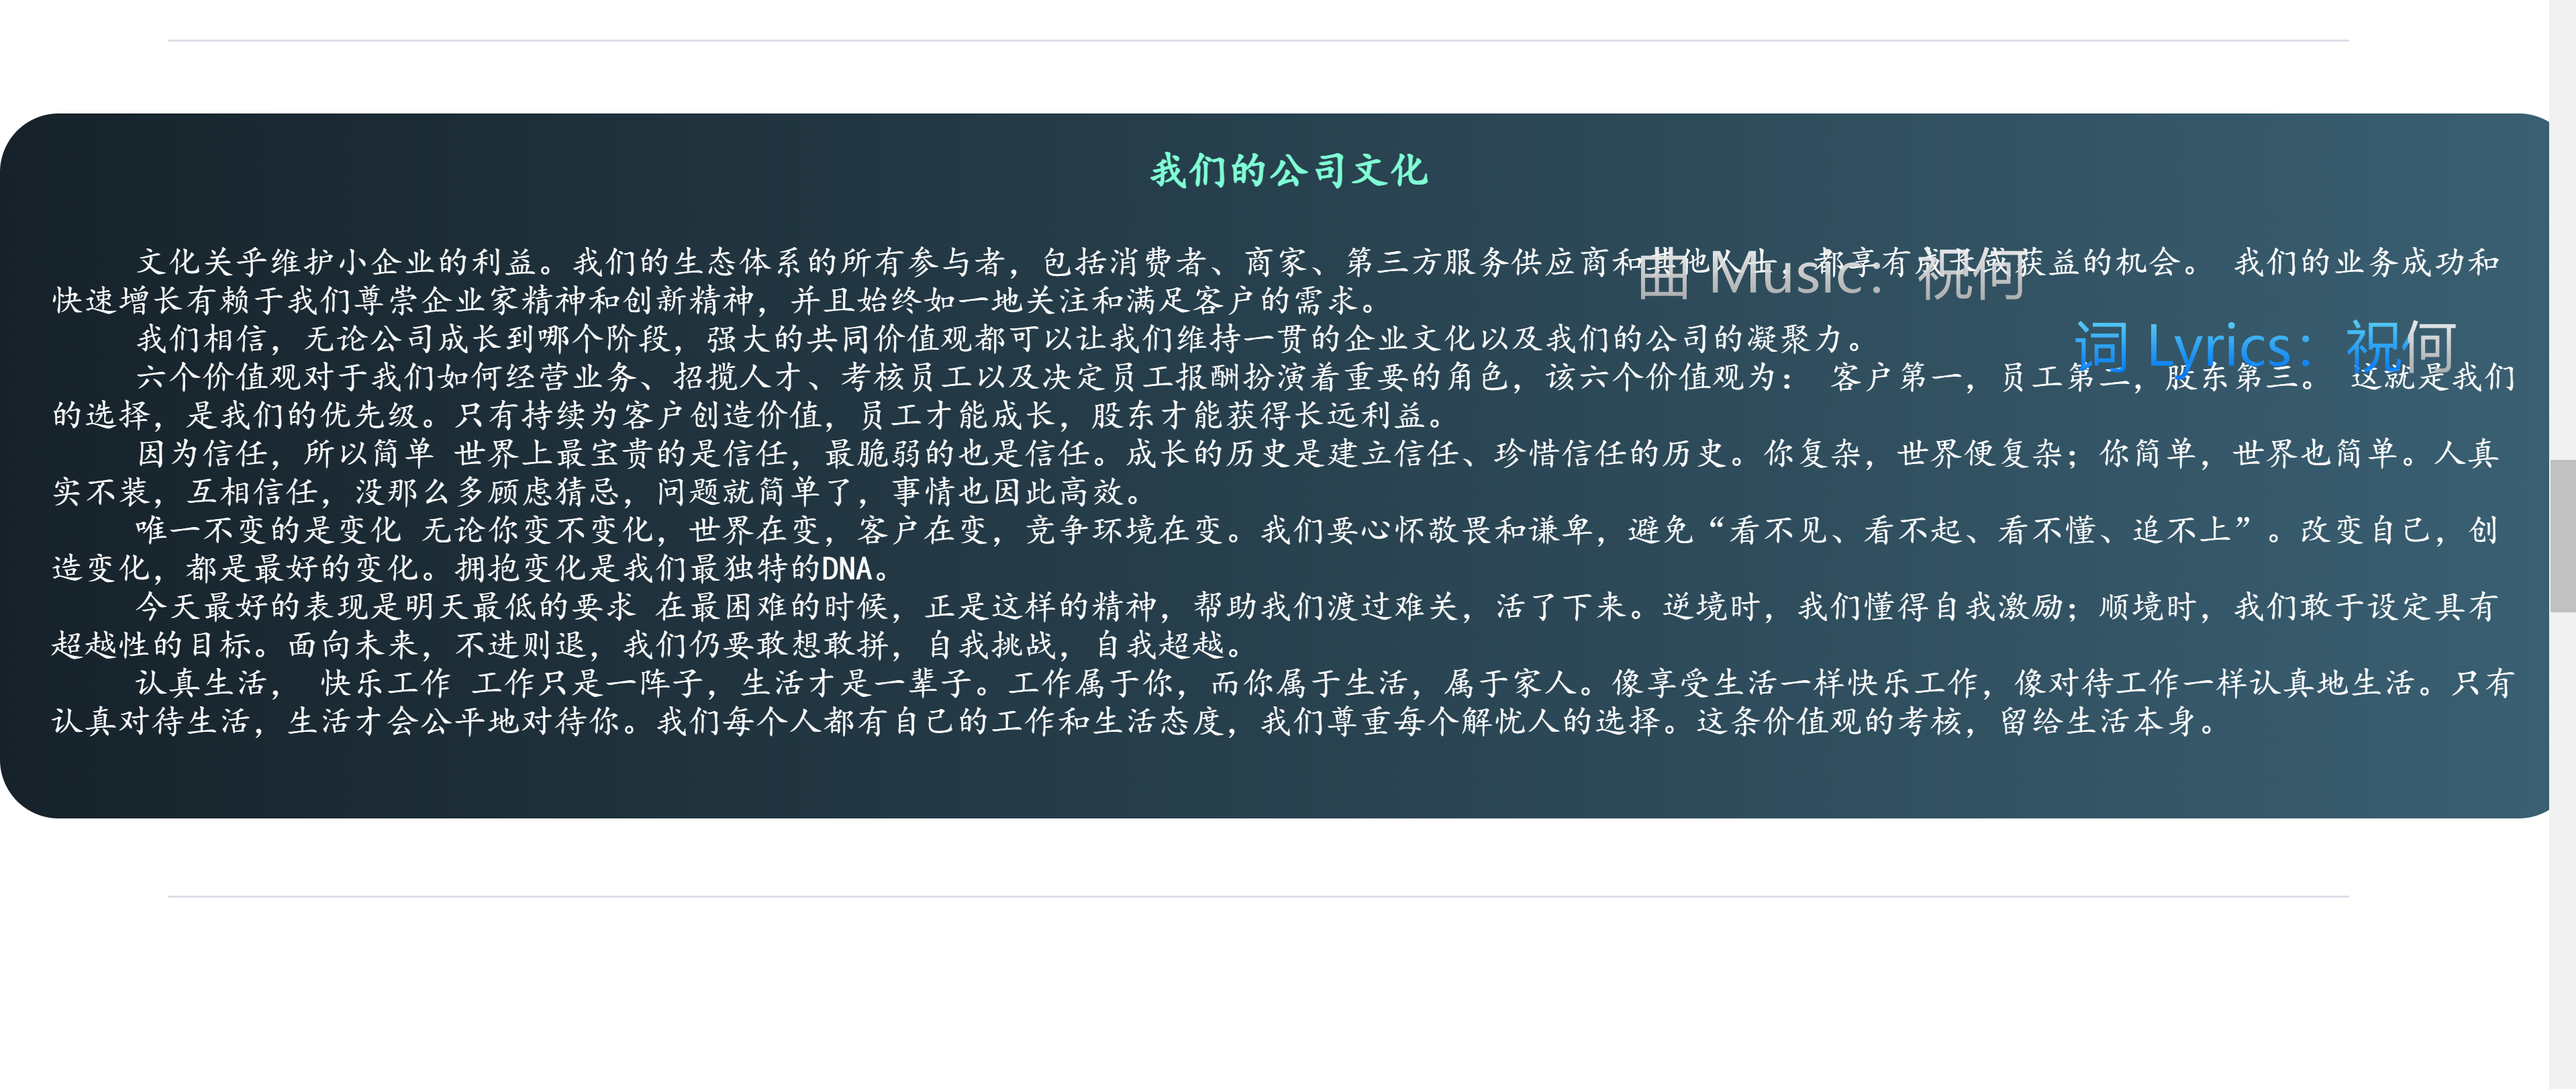 我们的公司文化
文化关乎维护小企业的利益。我们的生态体系的所有参与者，包括消费者、商家、第三方服务供应商和其他人士，都享有成长或获益的机会。 我们的业务成功和
快速增长有赖于我们尊崇企业家精神和创新精神，并且始终如一地关注和满足客户的需求。
曲 Music：祝何
我们相信，无论公司成长到哪个阶段，强大的共同价值观都可以让我们维持一贯的企业文化以及我们的公司的凝聚力。
词 Lyrics：祝何
六个价值观对于我们如何经营业务、招揽人才、考核员工以及决定员工报酬扮演着重要的角色，该六个价值观为： 客户第一，员工第二，股东第三。 这就是我们
的选择，是我们的优先级。只有持续为客户创造价值，员工才能成长，股东才能获得长远利益。
因为信任，所以简单 世界上最宝贵的是信任，最脆弱的也是信任。成长的历史是建立信任、珍惜信任的历史。你复杂，世界便复杂；你简单，世界也简单。人真
实不装，互相信任，没那么多顾虑猜忌，问题就简单了，事情也因此高效。
唯一不变的是变化 无论你变不变化，世界在变，客户在变，竞争环境在变。我们要心怀敬畏和谦卑，避免“看不见、看不起、看不懂、追不上”。改变自己，创
造变化，都是最好的变化。拥抱变化是我们最独特的DNA。
今天最好的表现是明天最低的要求 在最困难的时候，正是这样的精神，帮助我们渡过难关，活了下来。逆境时，我们懂得自我激励；顺境时，我们敢于设定具有
超越性的目标。面向未来，不进则退，我们仍要敢想敢拼，自我挑战，自我超越。
认真生活， 快乐工作 工作只是一阵子，生活才是一辈子。工作属于你，而你属于生活，属于家人。像享受生活一样快乐工作，像对待工作一样认真地生活。只有
认真对待生活，生活才会公平地对待你。我们每个人都有自己的工作和生活态度，我们尊重每个解忧人的选择。这条价值观的考核，留给生活本身。